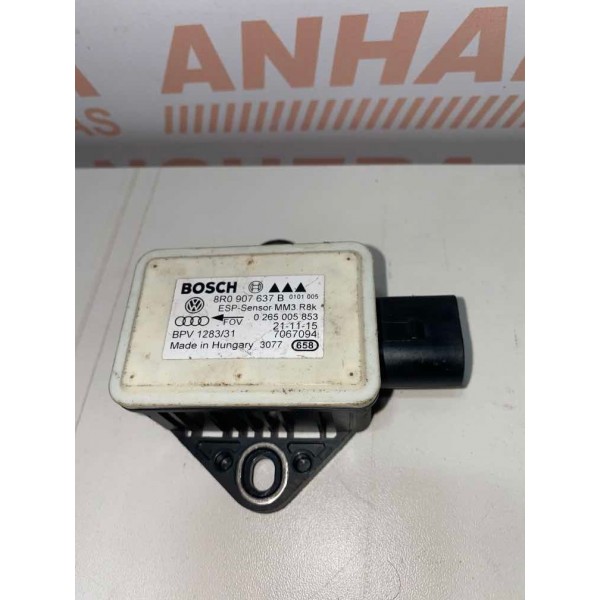 ANHA
AS
BOSCH
8R0 907 637 B 0101 005
ESP-Sensor MM3 R8k
FOV 0 265 005 853
21-11-15
BPV 1283/31 7067094
Made in Hungary 3077 658